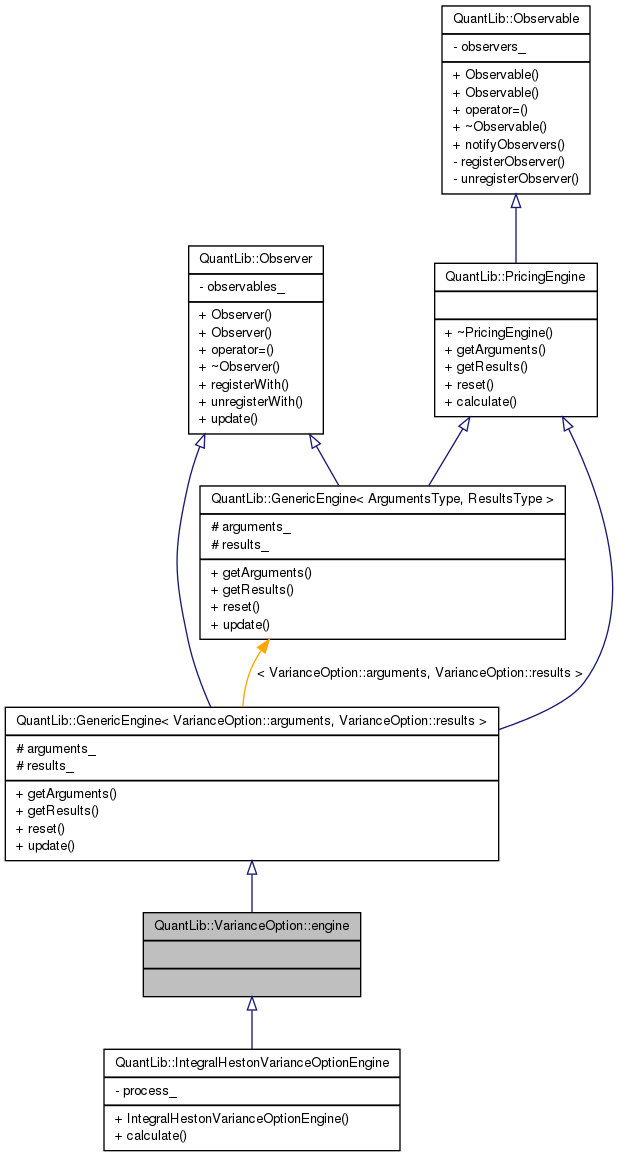 QuantLib::Observable
- observers_
+ Observable()
+ Observable()
+ operator=()
+ ~Observable()
+ notifyObservers()
- registerObserver()
- unregisterObserver()
QuantLib::Observer
- observables_
+ Observer()
+ Observer()
+ operator=()
+ ~Observer()
+ registerWith()
+ unregisterWith()
+ update()
QuantLib::PricingEngine
+ ~PricingEngine()
+ getArguments()
+ getResults()
+ reset()
+ calculate()
QuantLib::GenericEngine< ArgumentsType, ResultsType >
# arguments_
# results_
+ getArguments()
+ getResults()
+ reset()
+ update()
< VarianceOption::arguments, VarianceOption::results >
QuantLib::GenericEngine< VarianceOption::arguments, VarianceOption::results >
# arguments_
# results_
+ getArguments()
+ getResults()
+ reset()
+ update()
QuantLib::VarianceOption::engine
QuantLib::IntegralHestonVarianceOptionEngine
- process_
+ IntegralHestonVarianceOptionEngine()
+ calculate()